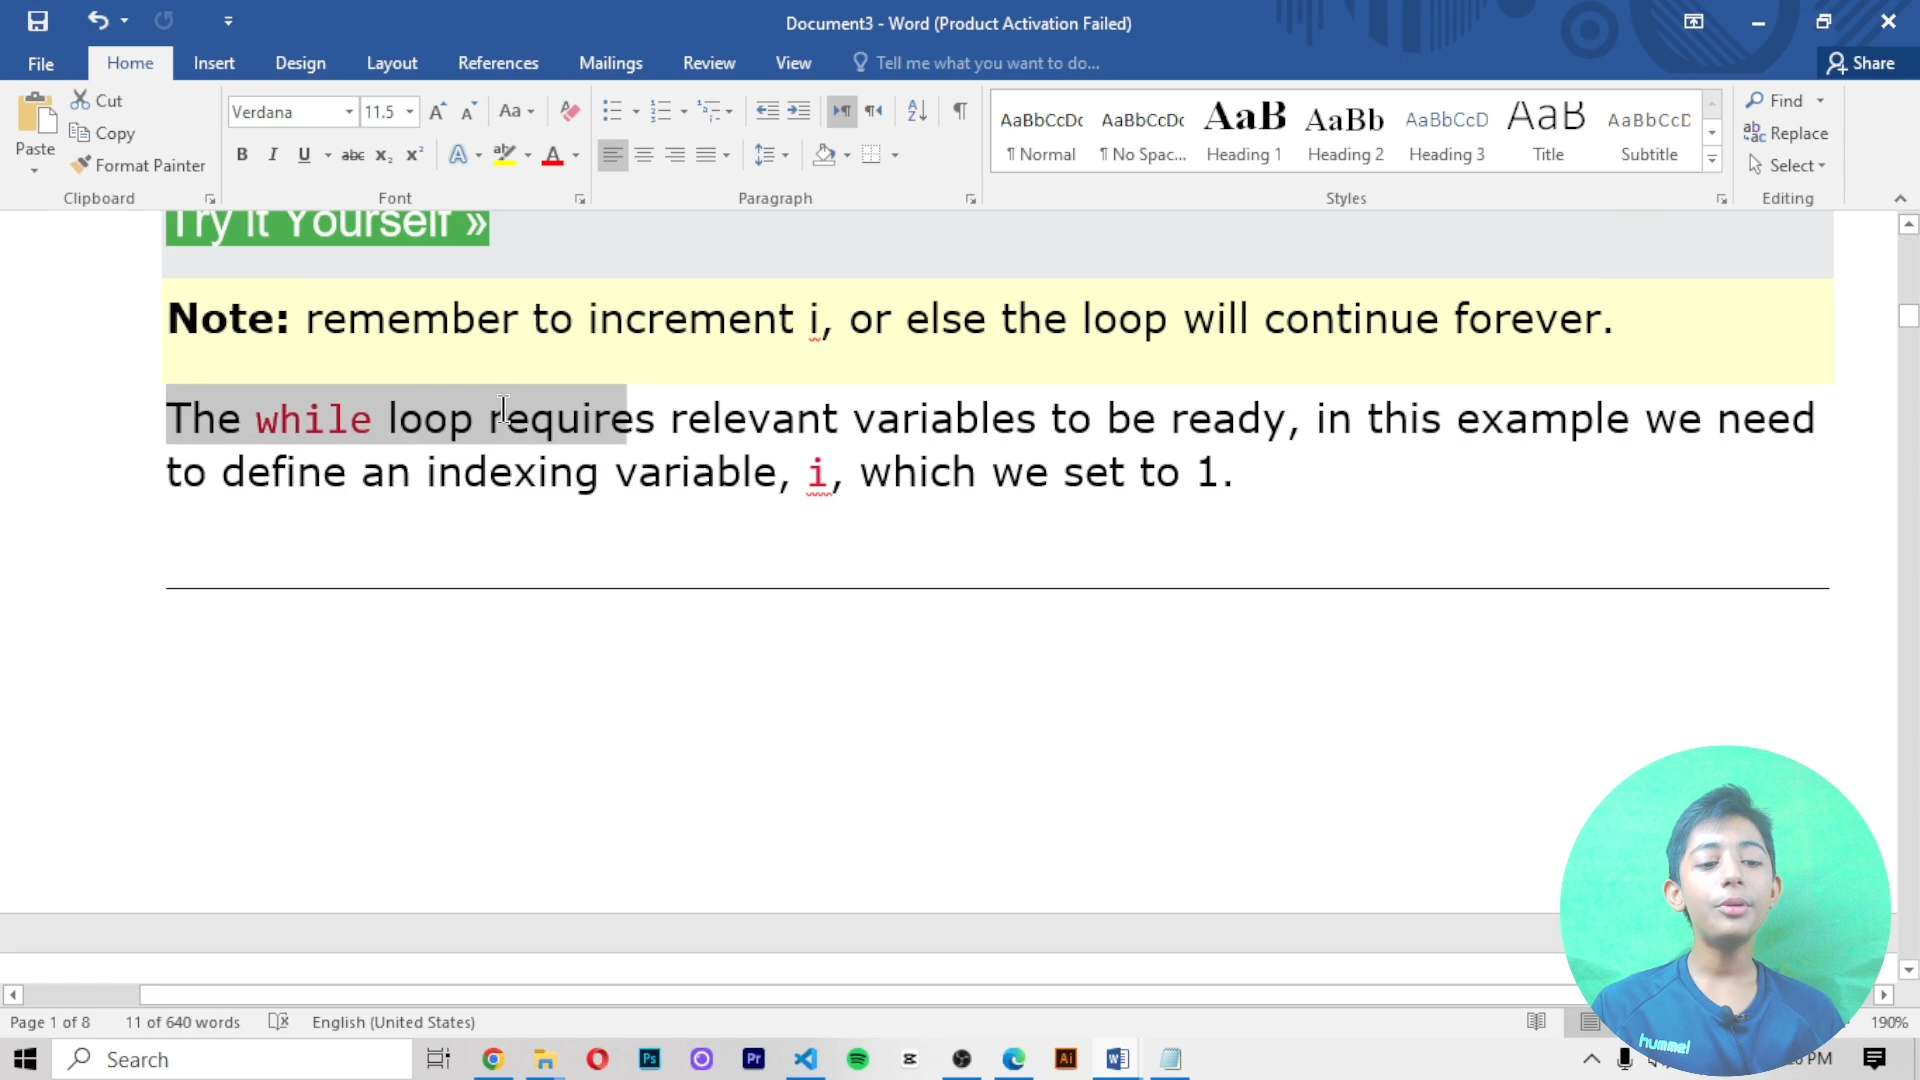 Document3 - Word (Product Activation Failed)
File Home Insert Design Layout References Mailings Review View Tell me what you want to do... Share
Cut
Copy
Format Painter
Paste
Verdana 11.5
AaBbCcDc AaBbCcDc AaB AaBb AaBbCcD AaB AaBbCcD
¶ Normal ¶ No Spac... Heading 1 Heading 2 Heading 3 Title Subtitle
Find
Replace
Select
Clipboard Font Paragraph Styles Editing
Try it Yourself »
Note: remember to increment i, or else the loop will continue forever.
The while loop requires relevant variables to be ready, in this example we need
to define an indexing variable, i, which we set to 1.
hummel
Page 1 of 8 11 of 640 words English (United States) 190%
Search
PM